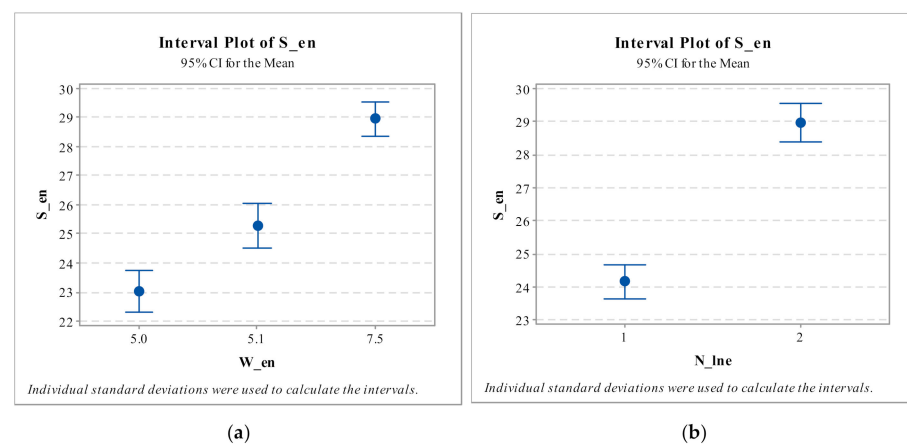 Interval Plot of S_en
95% CI for the Mean
30
29
28
27
26
25
24
23
22
S_en
5.0 5.1 7.5
W_en
Individual standard deviations were used to calculate the intervals.
(a)
Interval Plot of S_en
95% CI for the Mean
30
29
28
27
26
25
24
23
S_en
1 2
N_lne
Individual standard deviations were used to calculate the intervals.
(b)